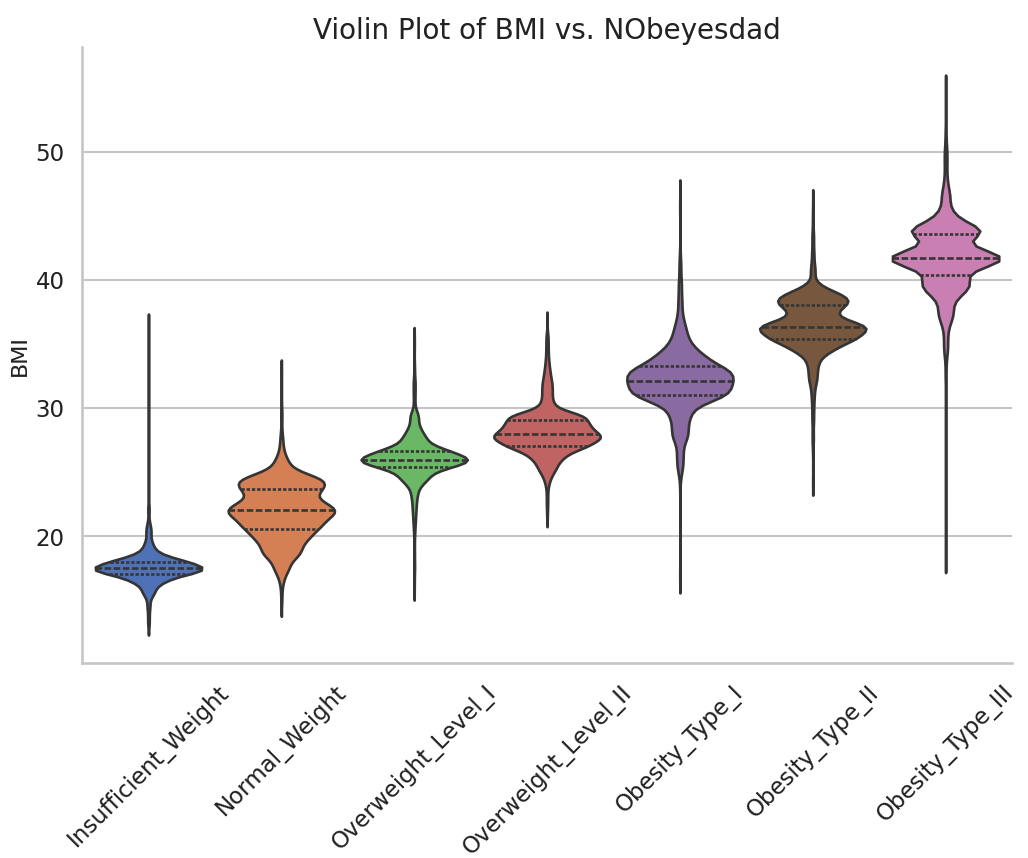 Violin Plot of BMI vs. NObeyesdad
BMI
50
40
30
20
Insufficient_Weight
Normal_Weight
Overweight_Level_I
Overweight_Level_II
Obesity_Type_I
Obesity_Type_II
Obesity_Type_III